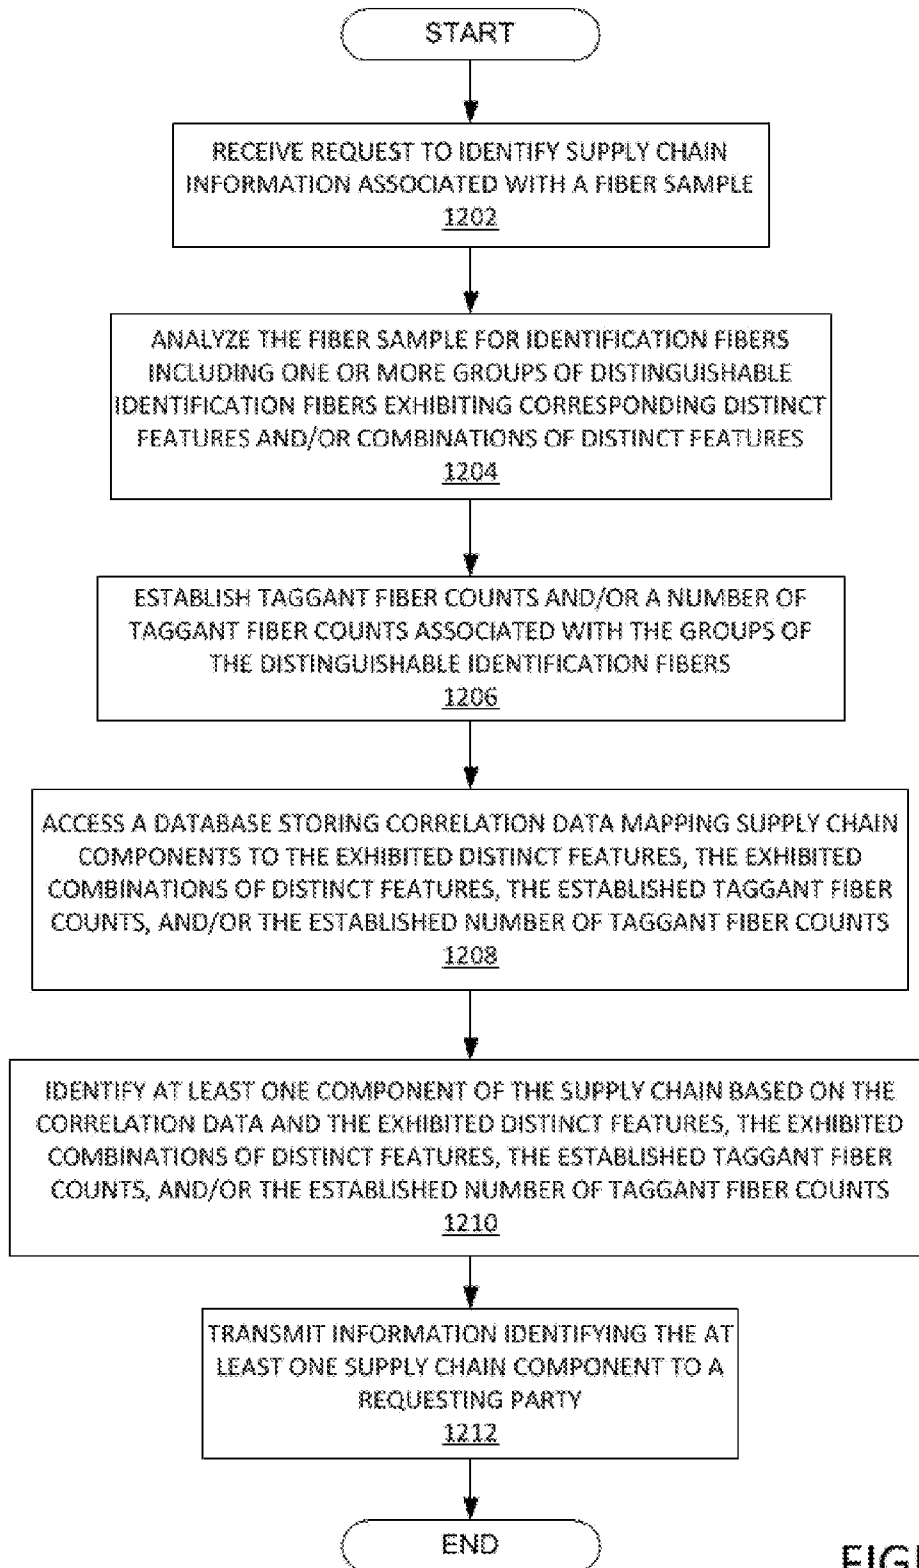 START
RECEIVE REQUEST TO IDENTIFY SUPPLY CHAIN
INFORMATION ASSOCIATED WITH A FIBER SAMPLE
1202
ANALYZE THE FIBER SAMPLE FOR IDENTIFICATION FIBERS
INCLUDING ONE OR MORE GROUPS OF DISTINGUISHABLE
IDENTIFICATION FIBERS EXHIBITING CORRESPONDING DISTINCT
FEATURES AND/OR COMBINATIONS OF DISTINCT FEATURES
1204
ESTABLISH TAGGANT FIBER COUNTS AND/OR A NUMBER OF
TAGGANT FIBER COUNTS ASSOCIATED WITH THE GROUPS OF
THE DISTINGUISHABLE IDENTIFICATION FIBERS
1206
ACCESS A DATABASE STORING CORRELATION DATA MAPPING SUPPLY CHAIN
COMPONENTS TO THE EXHIBITED DISTINCT FEATURES, THE EXHIBITED
COMBINATIONS OF DISTINCT FEATURES, THE ESTABLISHED TAGGANT FIBER
COUNTS, AND/OR THE ESTABLISHED NUMBER OF TAGGANT FIBER COUNTS
1208
IDENTIFY AT LEAST ONE COMPONENT OF THE SUPPLY CHAIN BASED ON THE
CORRELATION DATA AND THE EXHIBITED DISTINCT FEATURES, THE EXHIBITED
COMBINATIONS OF DISTINCT FEATURES, THE ESTABLISHED TAGGANT FIBER
COUNTS, AND/OR THE ESTABLISHED NUMBER OF TAGGANT FIBER COUNTS
1210
TRANSMIT INFORMATION IDENTIFYING THE AT
LEAST ONE SUPPLY CHAIN COMPONENT TO A
REQUESTING PARTY
1212
END